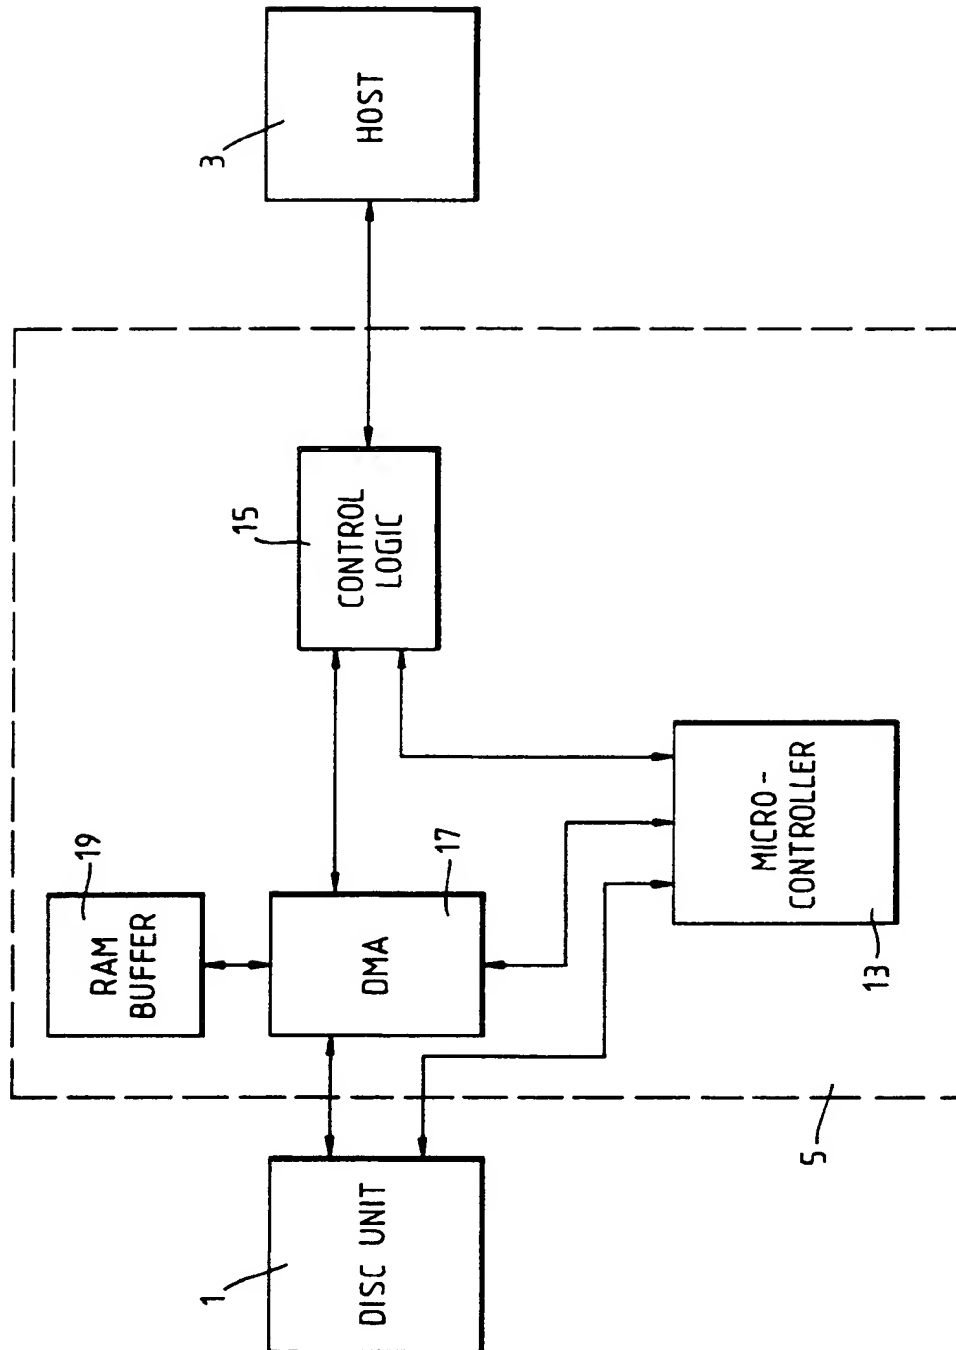 19
RAM
BUFFER
1
DISC UNIT
17
DMA
15
CONTROL
LOGIC
3
HOST
5
13
MICRO-
CONTROLLER